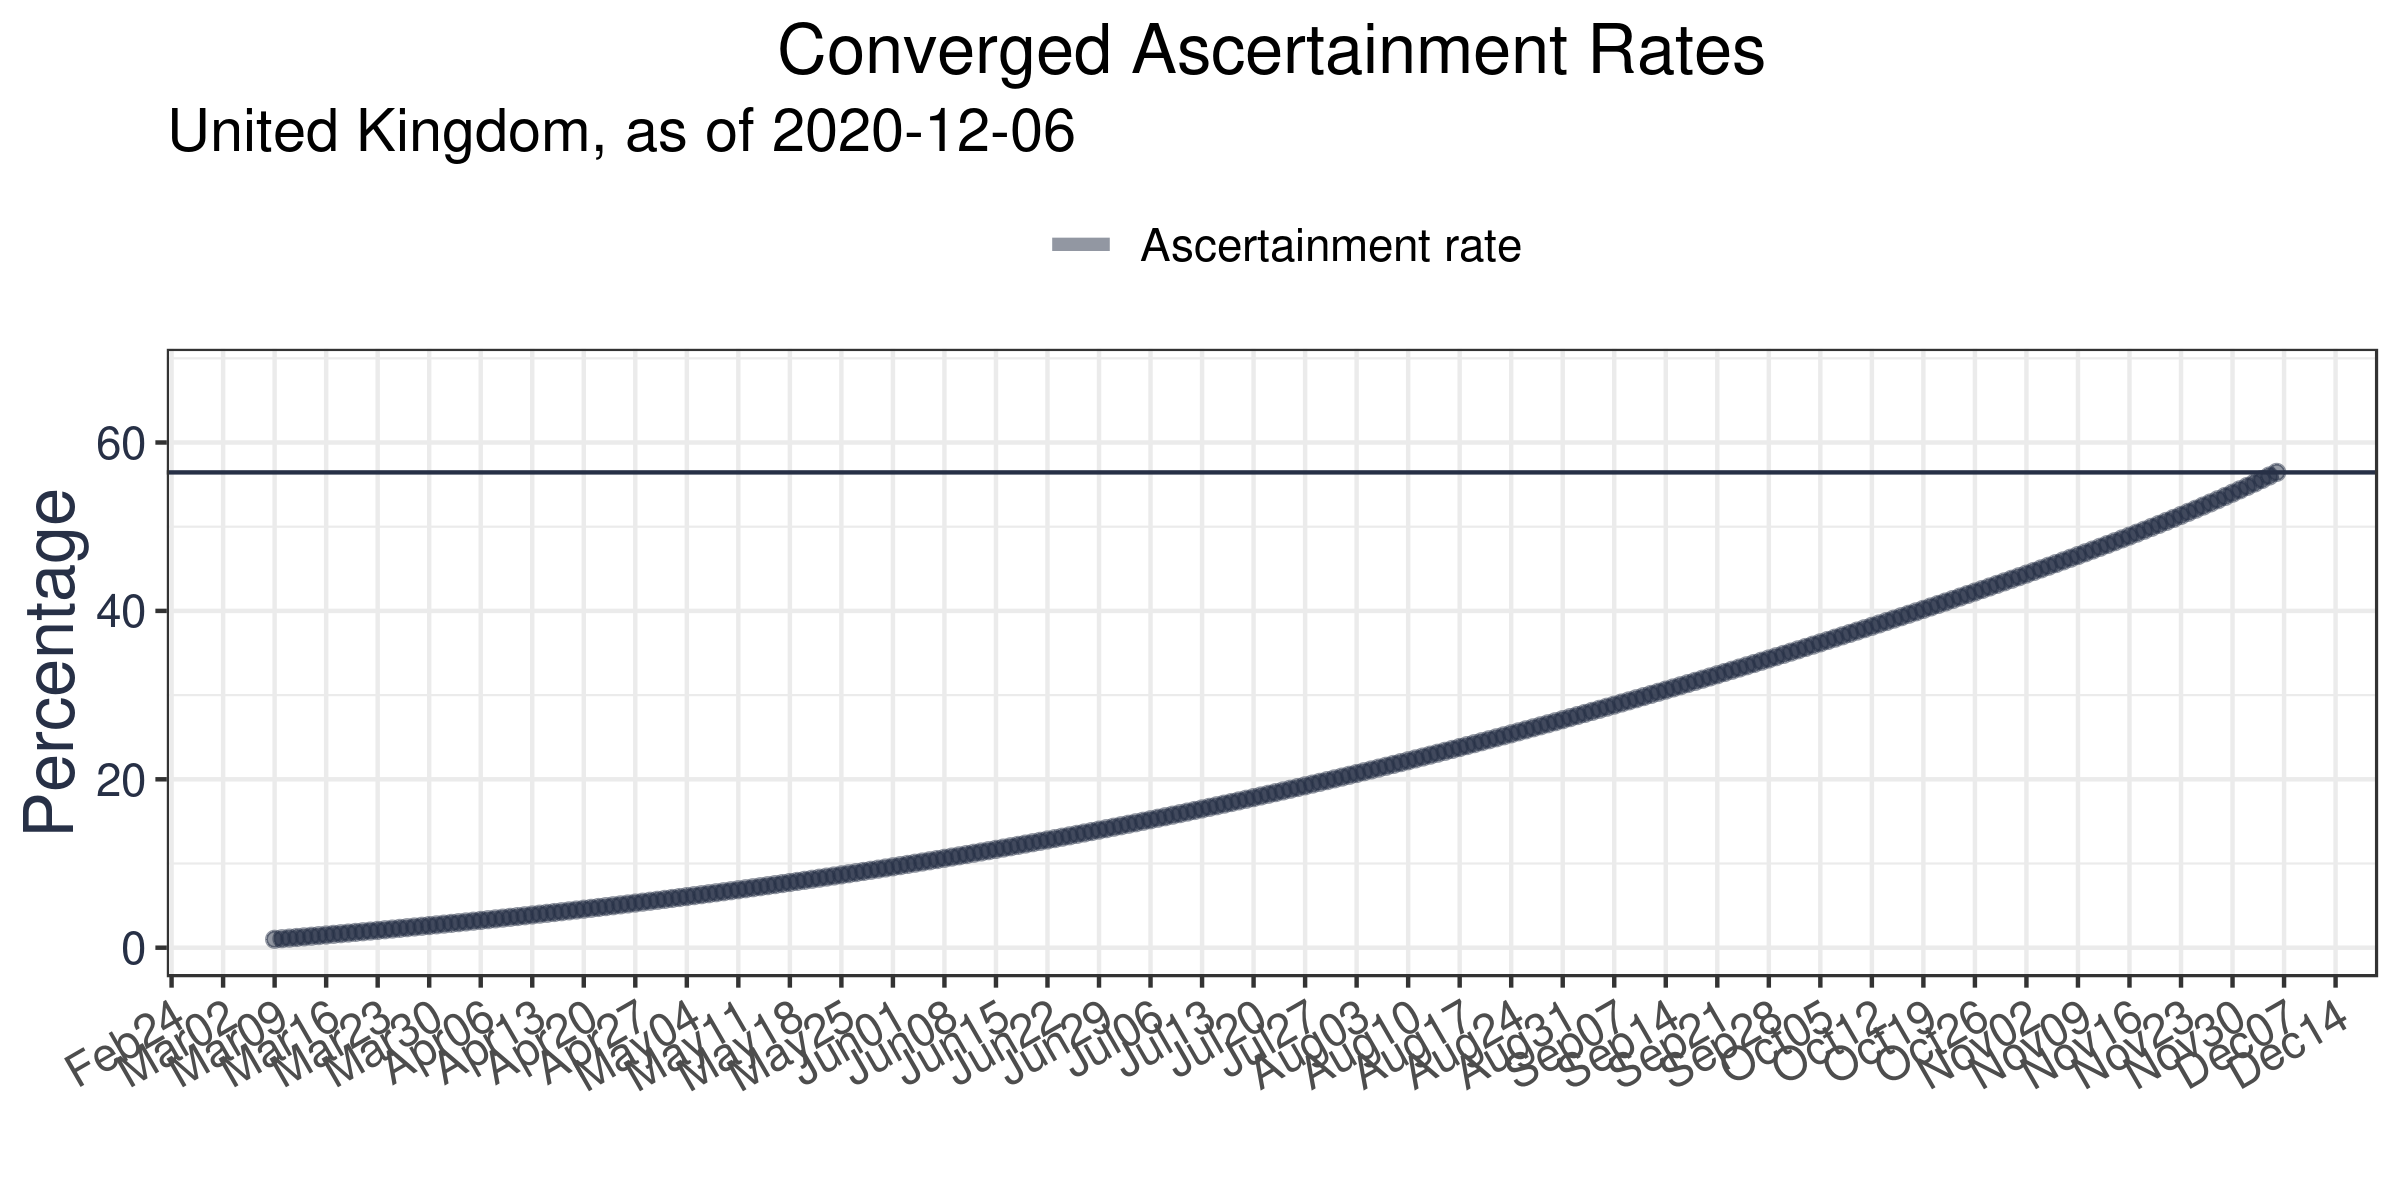 Converged Ascertainment Rates
United Kingdom, as of 2020-12-06
Ascertainment rate
Percentage
60
40
20
0
Feb24
Mar02
Mar09
Mar16
Mar23
Mar30
Apr06
Apr13
Apr20
Apr27
May04
May11
May18
May25
Jun01
Jun08
Jun15
Jun22
Jun29
Jul06
Jul13
Jul20
Jul27
Aug03
Aug10
Aug17
Aug24
Aug31
Sep07
Sep14
Sep21
Sep28
Oct05
Oct12
Oct19
Oct26
Nov02
Nov09
Nov16
Nov23
Nov30
Dec07
Dec14